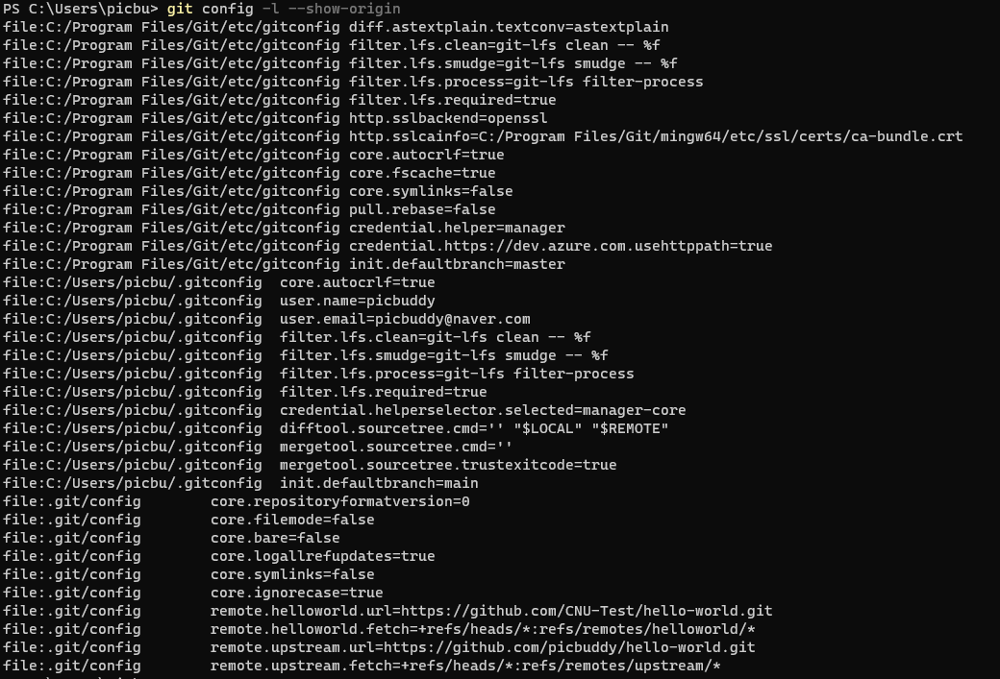 PS C:\Users\picbu> git config -l --show-origin
file:C:/Program Files/Git/etc/gitconfig diff.astextplain.textconv=astextplain
file:C:/Program Files/Git/etc/gitconfig filter.lfs.clean=git-lfs clean -- %f
file:C:/Program Files/Git/etc/gitconfig filter.lfs.smudge=git-lfs smudge -- %f
file:C:/Program Files/Git/etc/gitconfig filter.lfs.process=git-lfs filter-process
file:C:/Program Files/Git/etc/gitconfig filter.lfs.required=true
file:C:/Program Files/Git/etc/gitconfig http.sslbackend=openssl
file:C:/Program Files/Git/etc/gitconfig http.sslcainfo=C:/Program Files/Git/mingw64/etc/ssl/certs/ca-bundle.crt
file:C:/Program Files/Git/etc/gitconfig core.autocrlf=true
file:C:/Program Files/Git/etc/gitconfig core.fscache=true
file:C:/Program Files/Git/etc/gitconfig core.symlinks=false
file:C:/Program Files/Git/etc/gitconfig pull.rebase=false
file:C:/Program Files/Git/etc/gitconfig credential.helper=manager
file:C:/Program Files/Git/etc/gitconfig credential.https://dev.azure.com.usehttppath=true
file:C:/Program Files/Git/etc/gitconfig init.defaultbranch=master
file:C:/Users/picbu/.gitconfig  core.autocrlf=true
file:C:/Users/picbu/.gitconfig  user.name=picbuddy
file:C:/Users/picbu/.gitconfig  user.email=picbuddy@naver.com
file:C:/Users/picbu/.gitconfig  filter.lfs.clean=git-lfs clean -- %f
file:C:/Users/picbu/.gitconfig  filter.lfs.smudge=git-lfs smudge -- %f
file:C:/Users/picbu/.gitconfig  filter.lfs.process=git-lfs filter-process
file:C:/Users/picbu/.gitconfig  filter.lfs.required=true
file:C:/Users/picbu/.gitconfig  credential.helperselector.selected=manager-core
file:C:/Users/picbu/.gitconfig  difftool.sourcetree.cmd='' "$LOCAL" "$REMOTE"
file:C:/Users/picbu/.gitconfig  mergetool.sourcetree.cmd=''
file:C:/Users/picbu/.gitconfig  mergetool.sourcetree.trustexitcode=true
file:C:/Users/picbu/.gitconfig  init.defaultbranch=main
file:.git/config        core.repositoryformatversion=0
file:.git/config        core.filemode=false
file:.git/config        core.bare=false
file:.git/config        core.logallrefupdates=true
file:.git/config        core.symlinks=false
file:.git/config        core.ignorecase=true
file:.git/config        remote.helloworld.url=https://github.com/CNU-Test/hello-world.git
file:.git/config        remote.helloworld.fetch=+refs/heads/*:refs/remotes/helloworld/*
file:.git/config        remote.upstream.url=https://github.com/picbuddy/hello-world.git
file:.git/config        remote.upstream.fetch=+refs/heads/*:refs/remotes/upstream/*